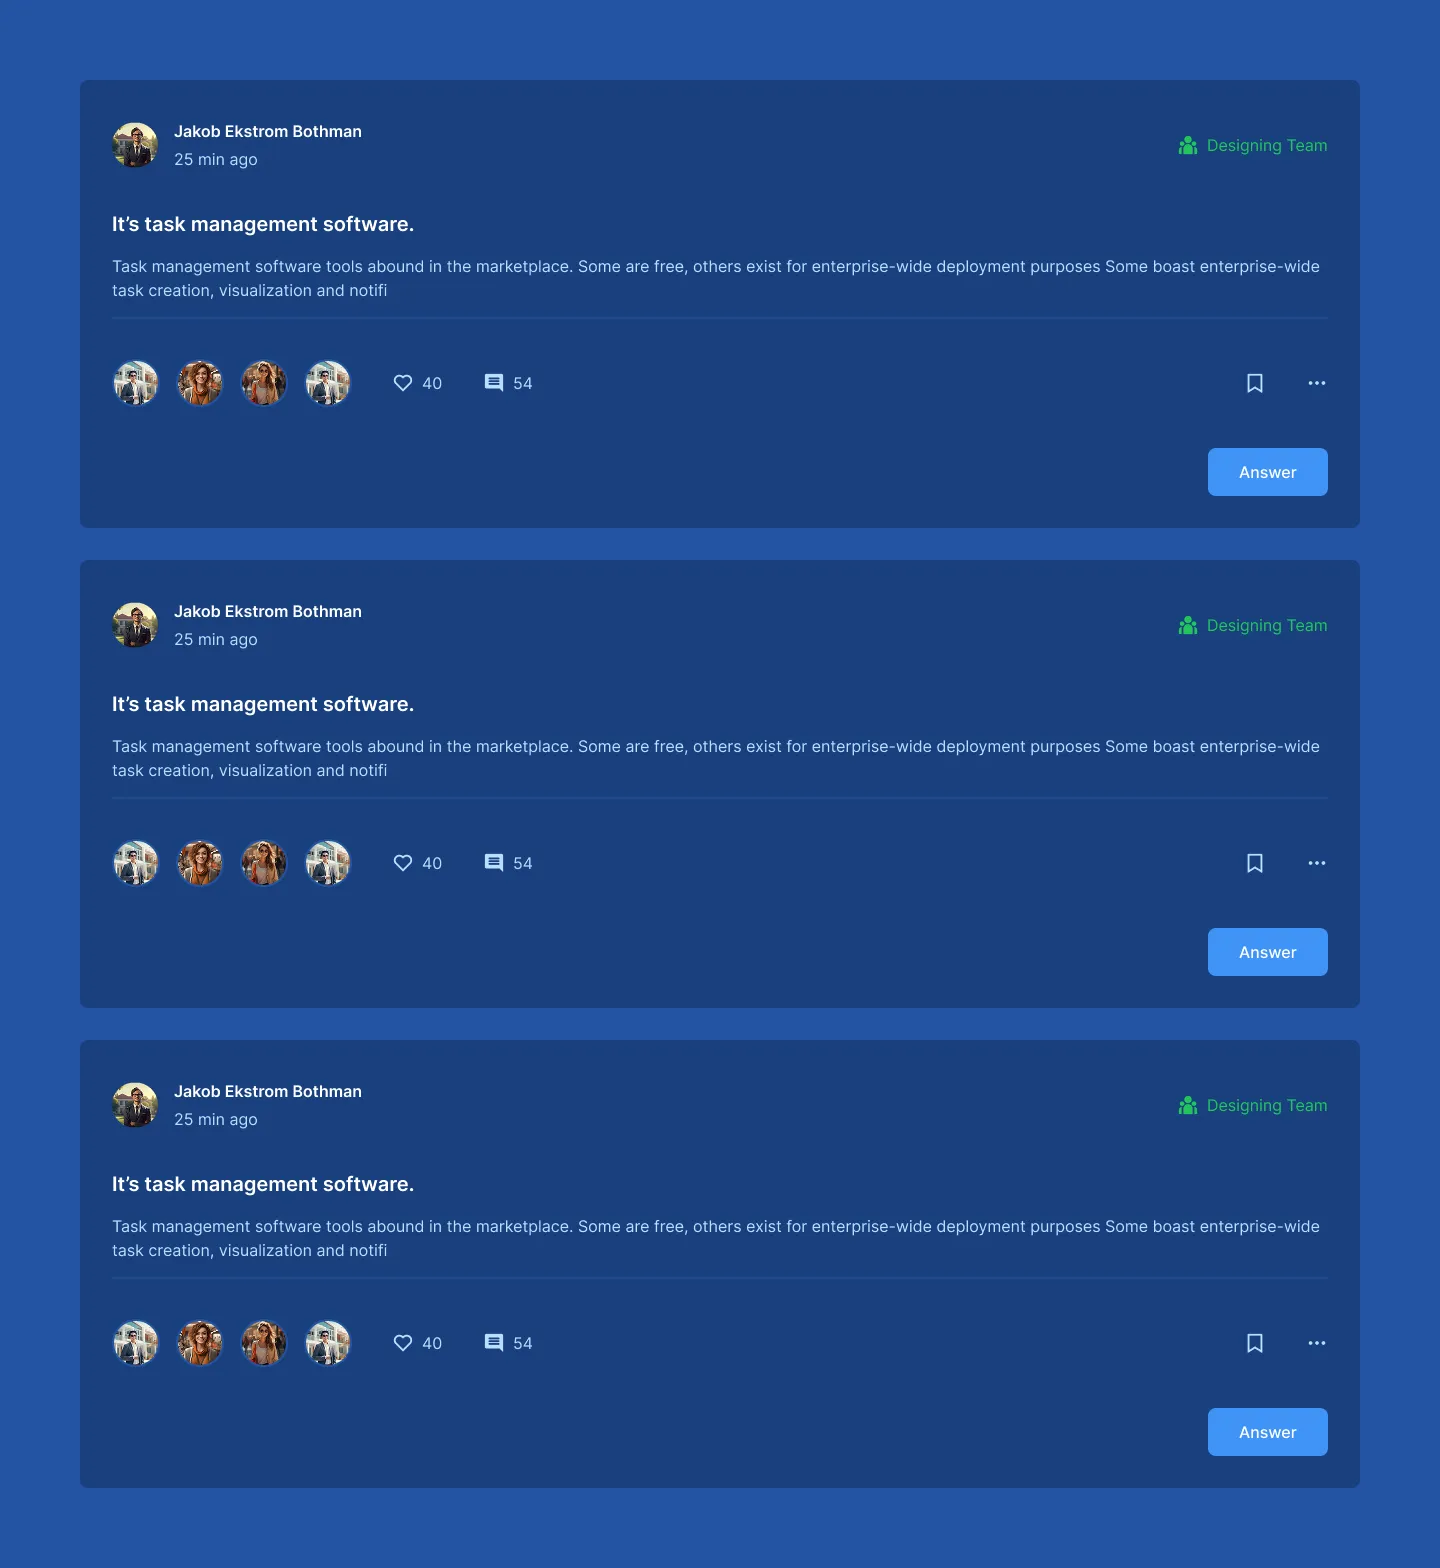 Jakob Ekstrom Bothman
25 min ago
Designing Team
It’s task management software.
Task management software tools abound in the marketplace. Some are free, others exist for enterprise-wide deployment purposes Some boast enterprise-wide
task creation, visualization and notifi
40
54
Answer
Jakob Ekstrom Bothman
25 min ago
Designing Team
It’s task management software.
Task management software tools abound in the marketplace. Some are free, others exist for enterprise-wide deployment purposes Some boast enterprise-wide
task creation, visualization and notifi
40
54
Answer
Jakob Ekstrom Bothman
25 min ago
Designing Team
It’s task management software.
Task management software tools abound in the marketplace. Some are free, others exist for enterprise-wide deployment purposes Some boast enterprise-wide
task creation, visualization and notifi
40
54
Answer